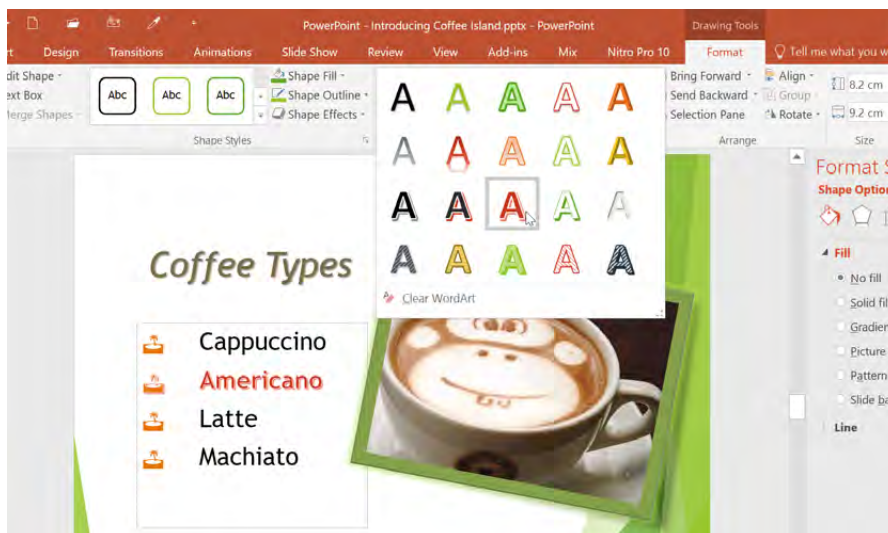 PowerPoint - Introducing Coffee Island.pptx - PowerPoint
Drawing Tools
rt Design Transitions Animations Slide Show Review View Add-ins Mix Nitro Pro 10 Format Tell me what you w
dit Shape
ext Box
Merge Shapes
Abc Abc Abc
Shape Fill
Shape Outline
Shape Effects
Shape Styles
A A A A A
A A A A A
A A A A A
A A A A A
Clear WordArt
Bring Forward
Send Backward
Selection Pane
Align
Group
Rotate
Arrange
8.2 cm
9.2 cm
Size
Coffee Types
Cappuccino
Americano
Latte
Machiato
Format S
Shape Option
Fill
No fill
Solid fil
Gradien
Picture
Pattern
Slide ba
Line